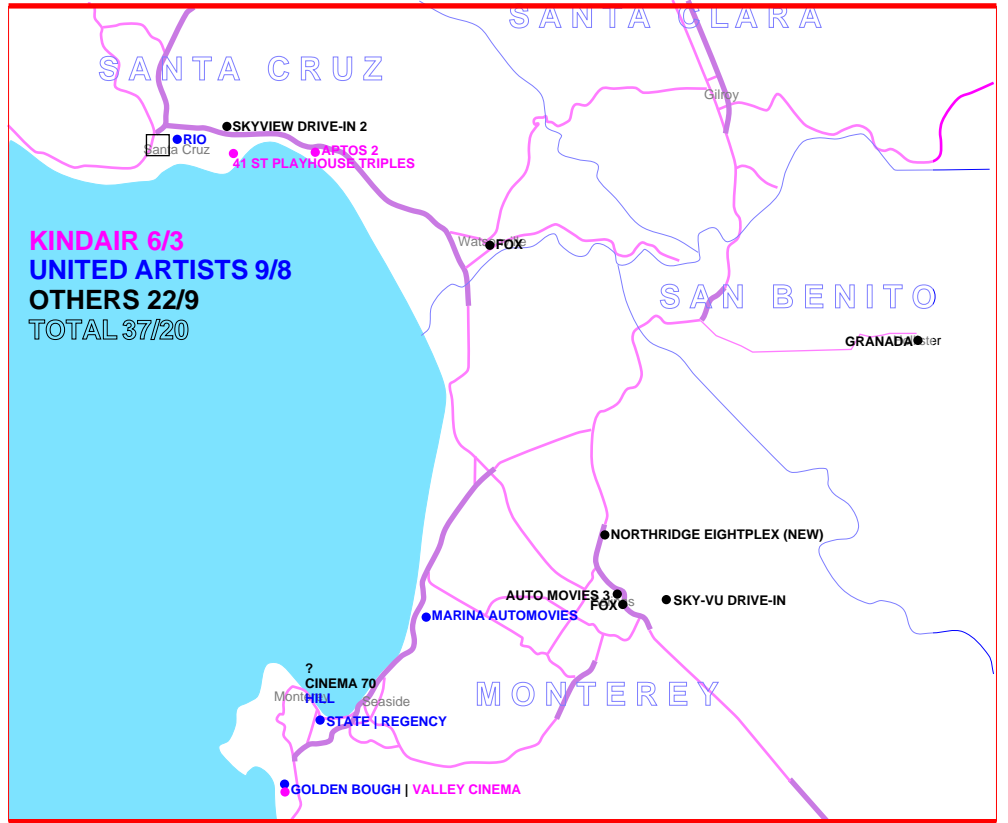 SANTA CLARA
SANTA CRUZ
Gilroy
SKYVIEW DRIVE-IN 2
RIO
Santa Cruz
APTOS 2
41 ST PLAYHOUSE TRIPLES
KINDAIR 6/3
UNITED ARTISTS 9/8
OTHERS 22/9
TOTAL 37/20
Watsonville
FOX
SAN BENITO
GRANADA
Hollister
NORTHRIDGE EIGHTPLEX (NEW)
AUTO MOVIES 3
FOX
SKY-VU DRIVE-IN
MARINA AUTOMOVIES
?
CINEMA 70
HILL
Monterey
Seaside
MONTEREY
STATE | REGENCY
GOLDEN BOUGH | VALLEY CINEMA